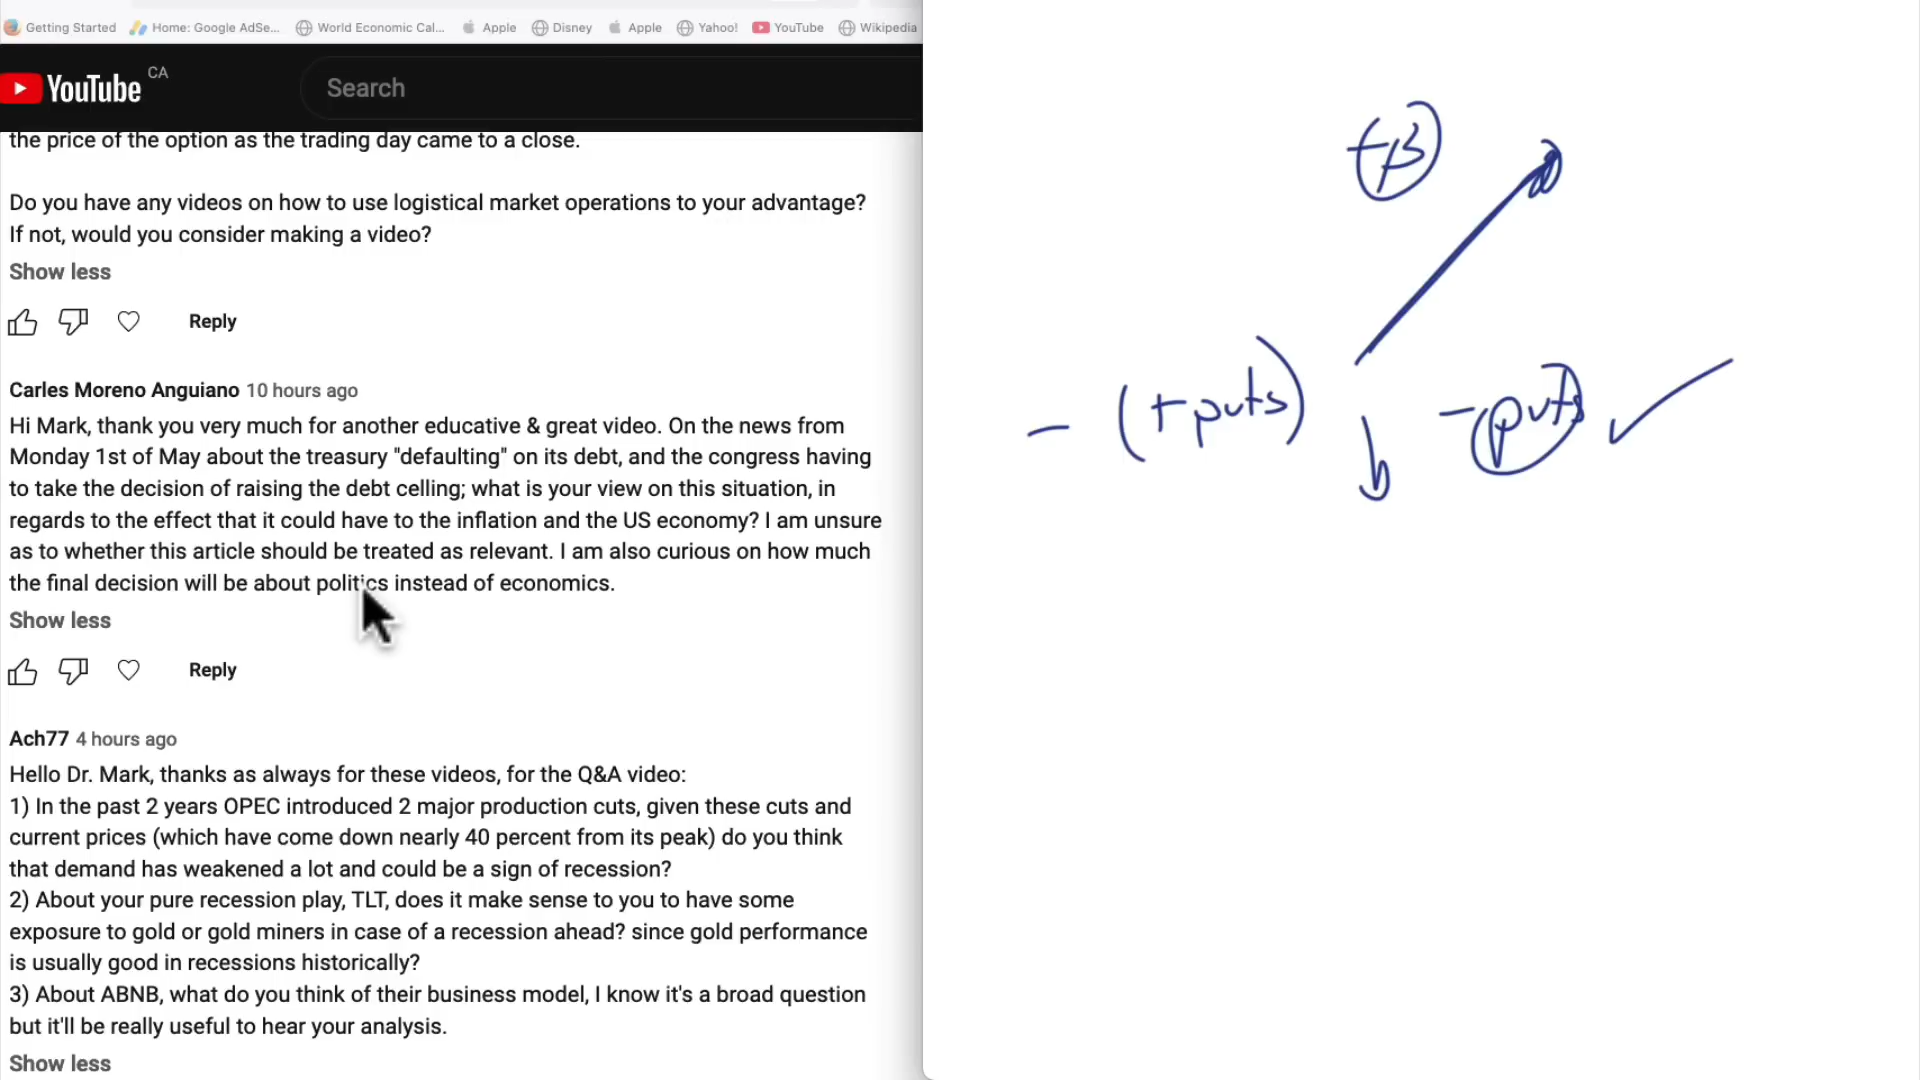 Getting Started Home: Google AdSe... World Economic Cal... Apple Disney Apple Yahoo! YouTube Wikipedia
YouTube CA Search
the price of the option as the trading day came to a close.
Do you have any videos on how to use logistical market operations to your advantage?
If not, would you consider making a video?
Show less
Reply
Carles Moreno Anguiano 10 hours ago
Hi Mark, thank you very much for another educative & great video. On the news from
Monday 1st of May about the treasury "defaulting" on its debt, and the congress having
to take the decision of raising the debt celling; what is your view on this situation, in
regards to the effect that it could have to the inflation and the US economy? I am unsure
as to whether this article should be treated as relevant. I am also curious on how much
the final decision will be about politics instead of economics.
Show less
Reply
Ach77 4 hours ago
Hello Dr. Mark, thanks as always for these videos, for the Q&A video:
1) In the past 2 years OPEC introduced 2 major production cuts, given these cuts and
current prices (which have come down nearly 40 percent from its peak) do you think
that demand has weakened a lot and could be a sign of recession?
2) About your pure recession play, TLT, does it make sense to you to have some
exposure to gold or gold miners in case of a recession ahead? since gold performance
is usually good in recessions historically?
3) About ABNB, what do you think of their business model, I know it's a broad question
but it'll be really useful to hear your analysis.
Show less
+β
- (+puts) -puts